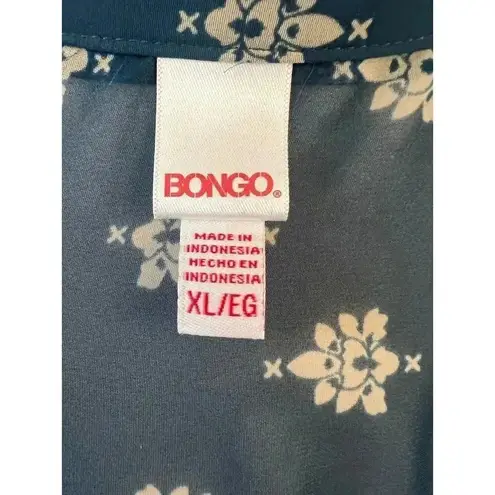 BONGO®
MADE IN
INDONESIA
HECHO EN
INDONESIA
XL/EG